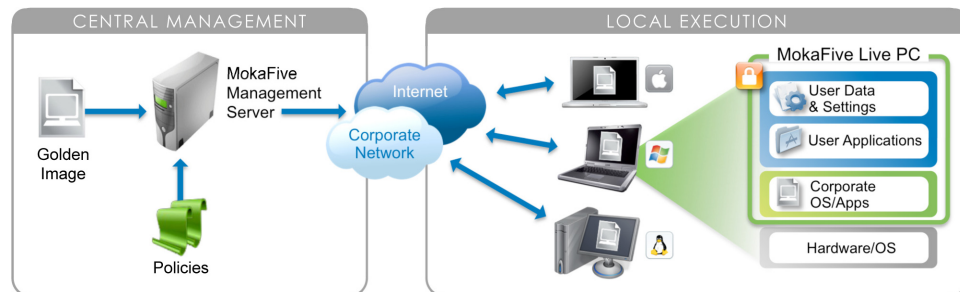 CENTRAL MANAGEMENT
Golden
Image
MokaFive
Management
Server
Policies
Internet
Corporate
Network
LOCAL EXECUTION
MokaFive Live PC
User Data
& Settings
User Applications
Corporate
OS/Apps
Hardware/OS